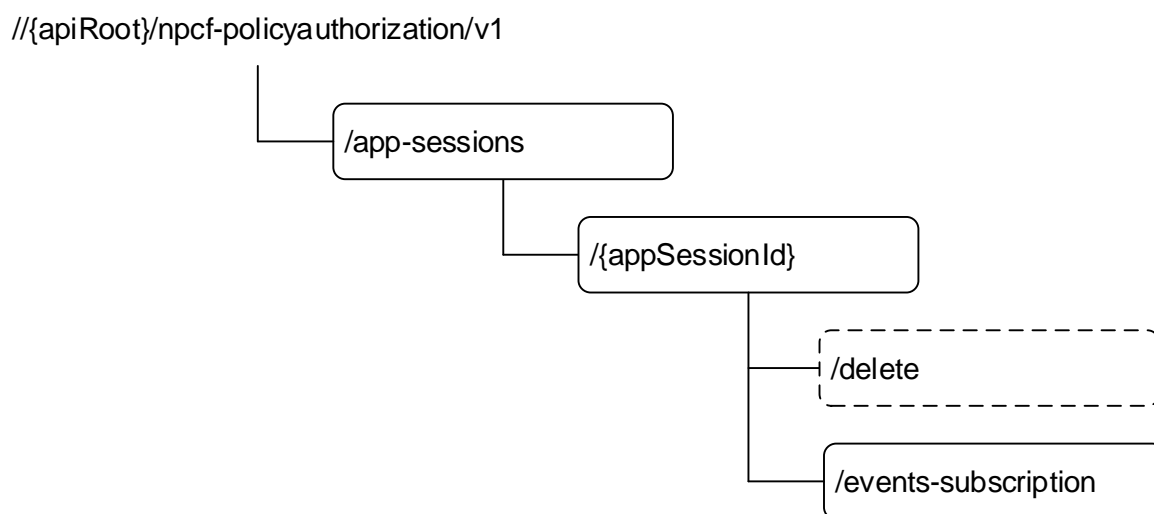 //{apiRoot}/npcf-policyauthorization/v1
/app-sessions
/{appSessionId}
/delete
/events-subscription